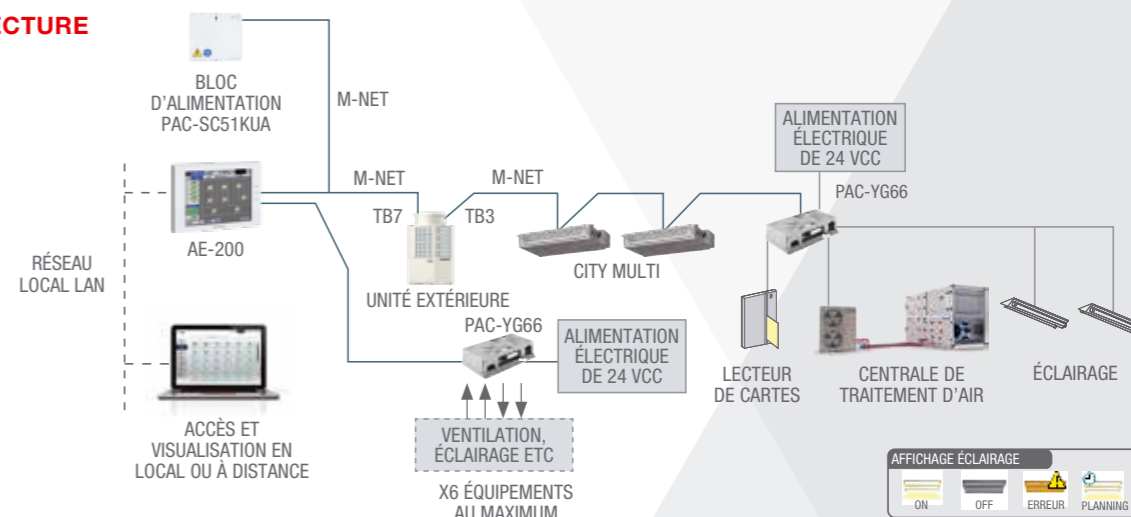 ECTURE
BLOC
D'ALIMENTATION
PAC-SC51KUA
M-NET
AE-200
RÉSEAU
LOCAL LAN
ACCÈS ET
VISUALISATION EN
LOCAL OU À DISTANCE
M-NET
TB7
M-NET
TB3
UNITÉ EXTÉRIEURE
CITY MULTI
PAC-YG66
ALIMENTATION
ÉLECTRIQUE
DE 24 VCC
VENTILATION,
ÉCLAIRAGE ETC
X6 ÉQUIPEMENTS
AU MAXIMUM
ALIMENTATION
ÉLECTRIQUE
DE 24 VCC
PAC-YG66
LECTEUR
DE CARTES
CENTRALE DE
TRAITEMENT D'AIR
ÉCLAIRAGE
AFFICHAGE ÉCLAIRAGE
ON
OFF
ERREUR
PLANNING